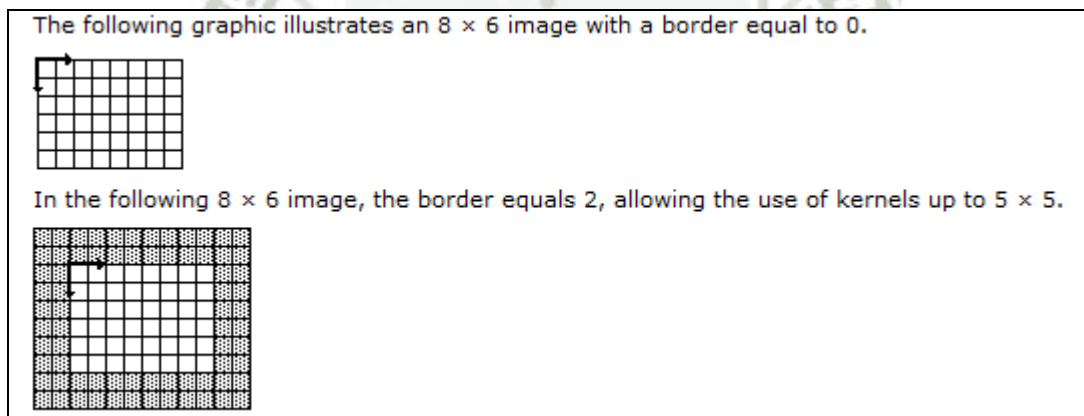 The following graphic illustrates an 8 × 6 image with a border equal to 0.
In the following 8 × 6 image, the border equals 2, allowing the use of kernels up to 5 × 5.